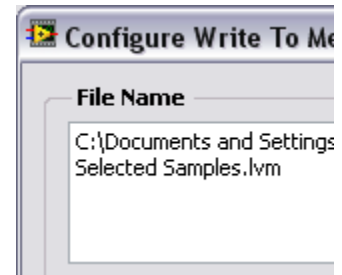 Configure Write To Me
File Name
C:\Documents and Settings
Selected Samples.lvm